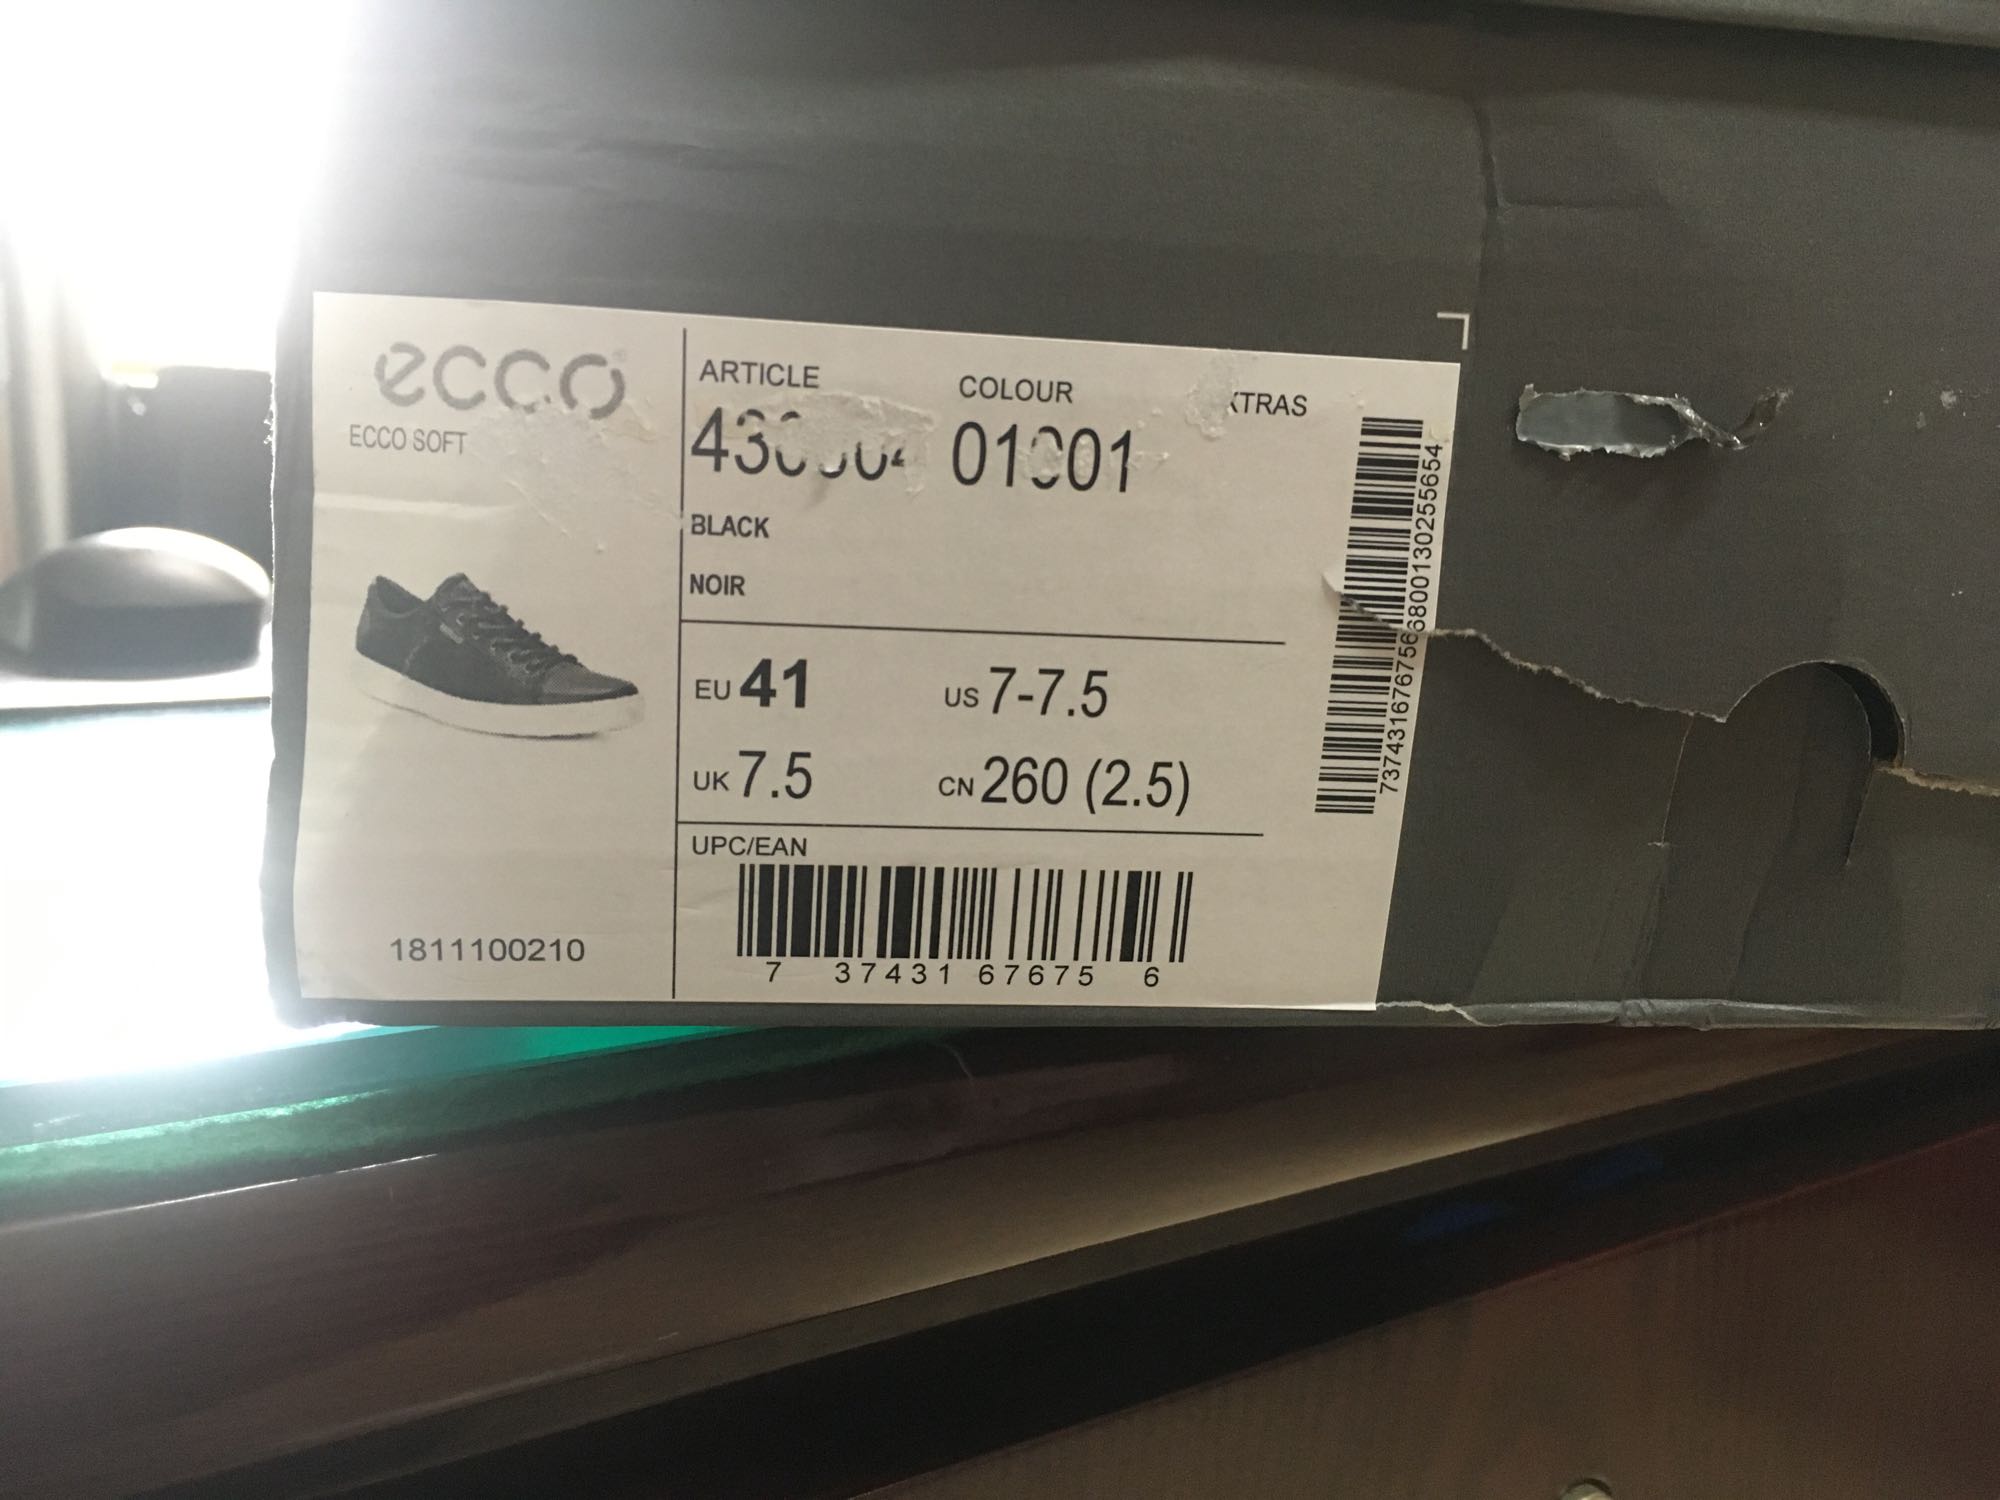 ecco
ECCO SOFT
1811100210
ARTICLE
COLOUR
01001
BLACK
NOIR
EU 41
US 7-7.5
UK 7.5
CN 260 (2.5)
UPC/EAN
7 37431 67675 6